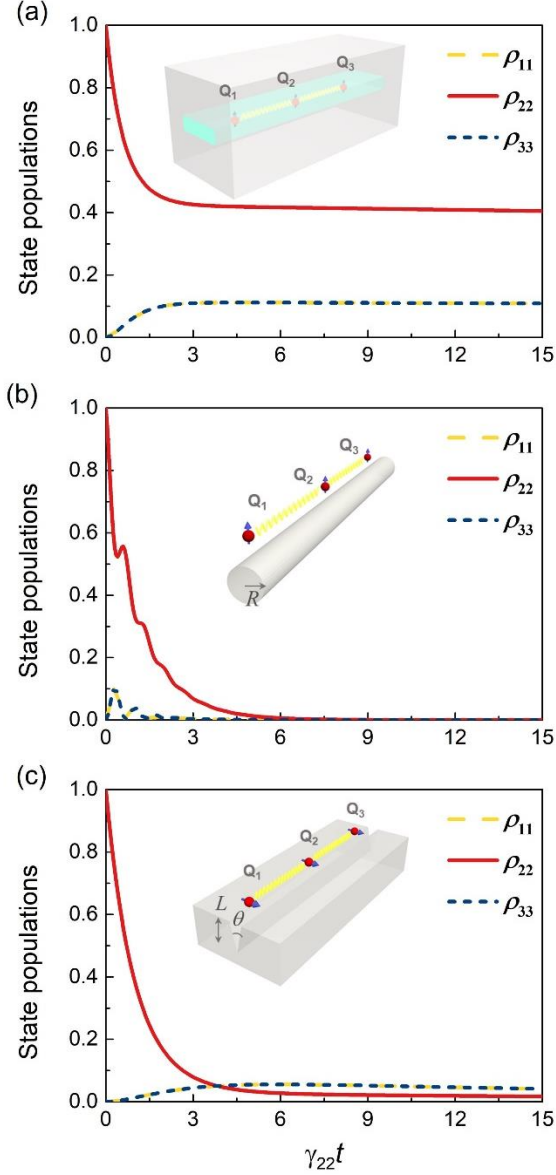 (a)
1.0
0.8
0.6
0.4
0.2
0.0
State populations
Q1
Q2
Q3
ρ11
ρ22
ρ33
0 3 6 9 12 15
(b)
1.0
0.8
0.6
0.4
0.2
0.0
State populations
Q1
Q2
Q3
R
ρ11
ρ22
ρ33
0 3 6 9 12 15
(c)
1.0
0.8
0.6
0.4
0.2
0.0
State populations
Q1
Q2
Q3
L
θ
ρ11
ρ22
ρ33
0 3 6 9 12 15
γ22t